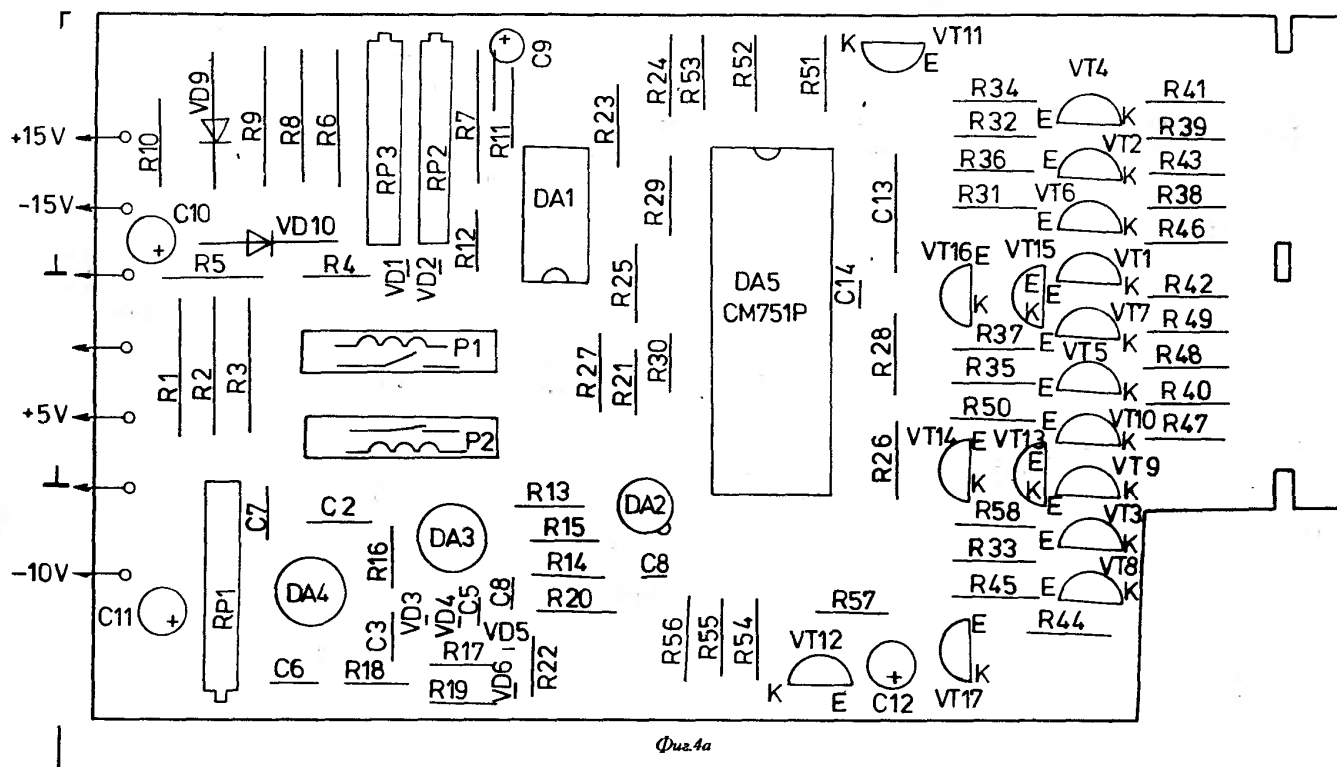 +15V
-15V
⊥
+5V
⊥
-10V
R10
VD9
R9
R8
R6
RP3
RP2
R7
C9
R11
R23
R24
R53
R52
R51
K
VT11
E
C10
VD10
R5
R4
VD1
VD2
R12
DA1
R29
R25
DA5
CM751P
C13
C14
R28
R26
R1
R2
R3
P1
P2
R27
R21
R30
R34
R32
R36
R31
VT4
E
K
R41
R39
VT2
E
K
R43
VT6
E
K
R38
R46
VT16
E
K
VT15
E
K
VT1
E
K
R42
R37
VT7
E
K
R49
R48
R35
VT5
E
K
R40
R50
VT10
E
K
R47
VT14
E
K
VT13
E
K
VT9
E
K
R58
VT3
E
K
R33
VT8
E
K
R45
R44
C7
C2
R16
DA3
R13
R15
R14
R20
DA2
C8
C11
RP1
DA4
C3
VD3
VD4
C5
C8
VD5
R17
VD6
R22
C6
R18
R19
R56
R55
R54
R57
VT12
K
E
C12
VT17
E
K
Фиг.4а